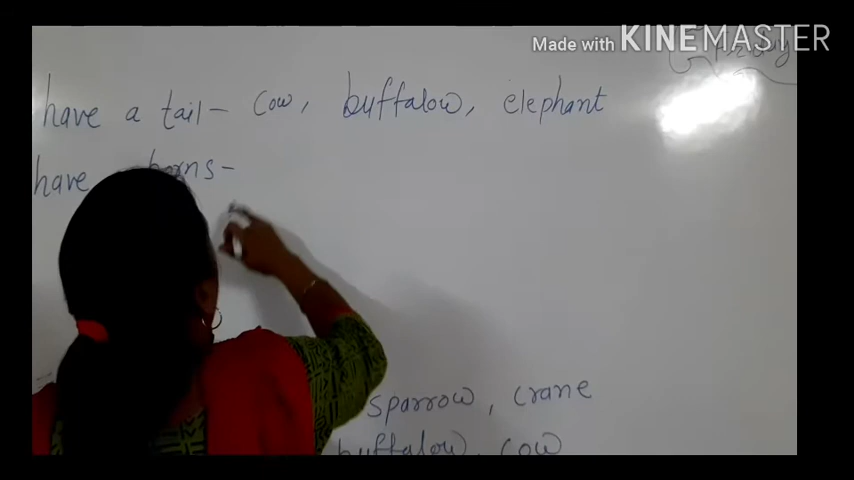 Made with KINEMASTER
have a tail - cow, buffalow, elephant
have horns -
sparrow, crane
buffalow, cow